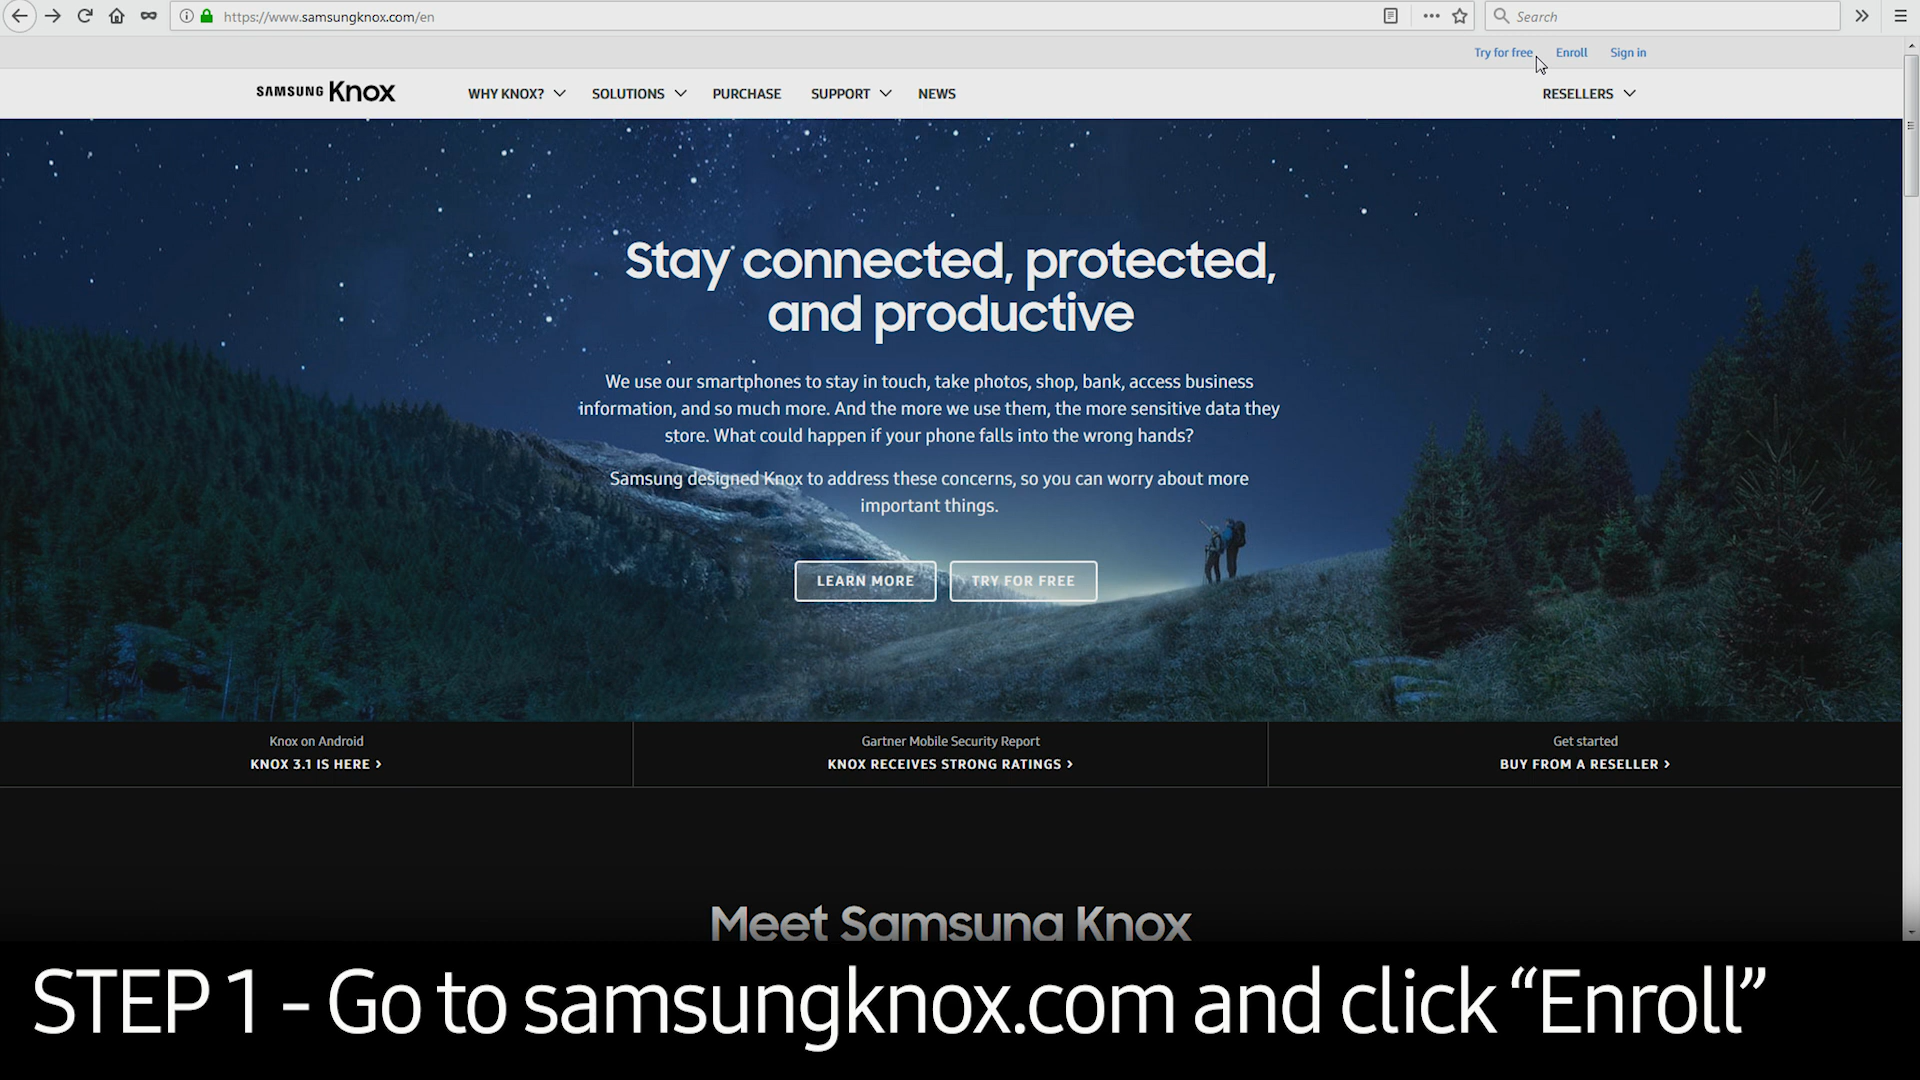 https://www.samsungknox.com/en
Search
Try for free
Enroll
Sign in
SAMSUNG Knox
WHY KNOX?
SOLUTIONS
PURCHASE
SUPPORT
NEWS
RESELLERS
Stay connected, protected,
and productive
We use our smartphones to stay in touch, take photos, shop, bank, access business
information, and so much more. And the more we use them, the more sensitive data they
store. What could happen if your phone falls into the wrong hands?
Samsung designed Knox to address these concerns, so you can worry about more
important things.
LEARN MORE
TRY FOR FREE
Knox on Android
KNOX 3.1 IS HERE >
Gartner Mobile Security Report
KNOX RECEIVES STRONG RATINGS >
Get started
BUY FROM A RESELLER >
Meet Samsung Knox
STEP 1 - Go to samsungknox.com and click “Enroll”